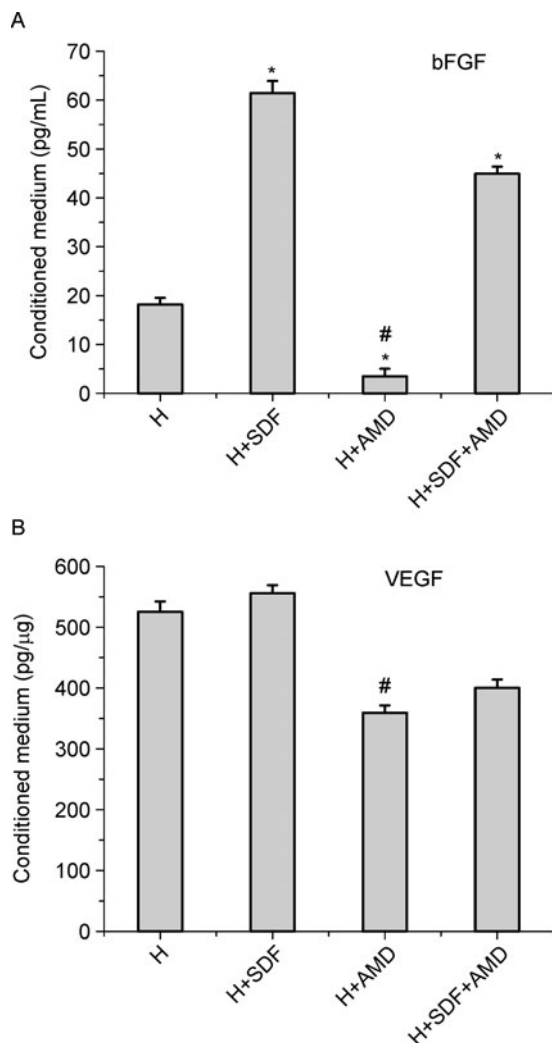 A
bFGF
Conditioned medium (pg/mL)
70
60
50
40
30
20
10
0
*
#
*
*
H
H+SDF
H+AMD
H+SDF+AMD
B
VEGF
Conditioned medium (pg/μg)
600
500
400
300
200
100
0
#
H
H+SDF
H+AMD
H+SDF+AMD